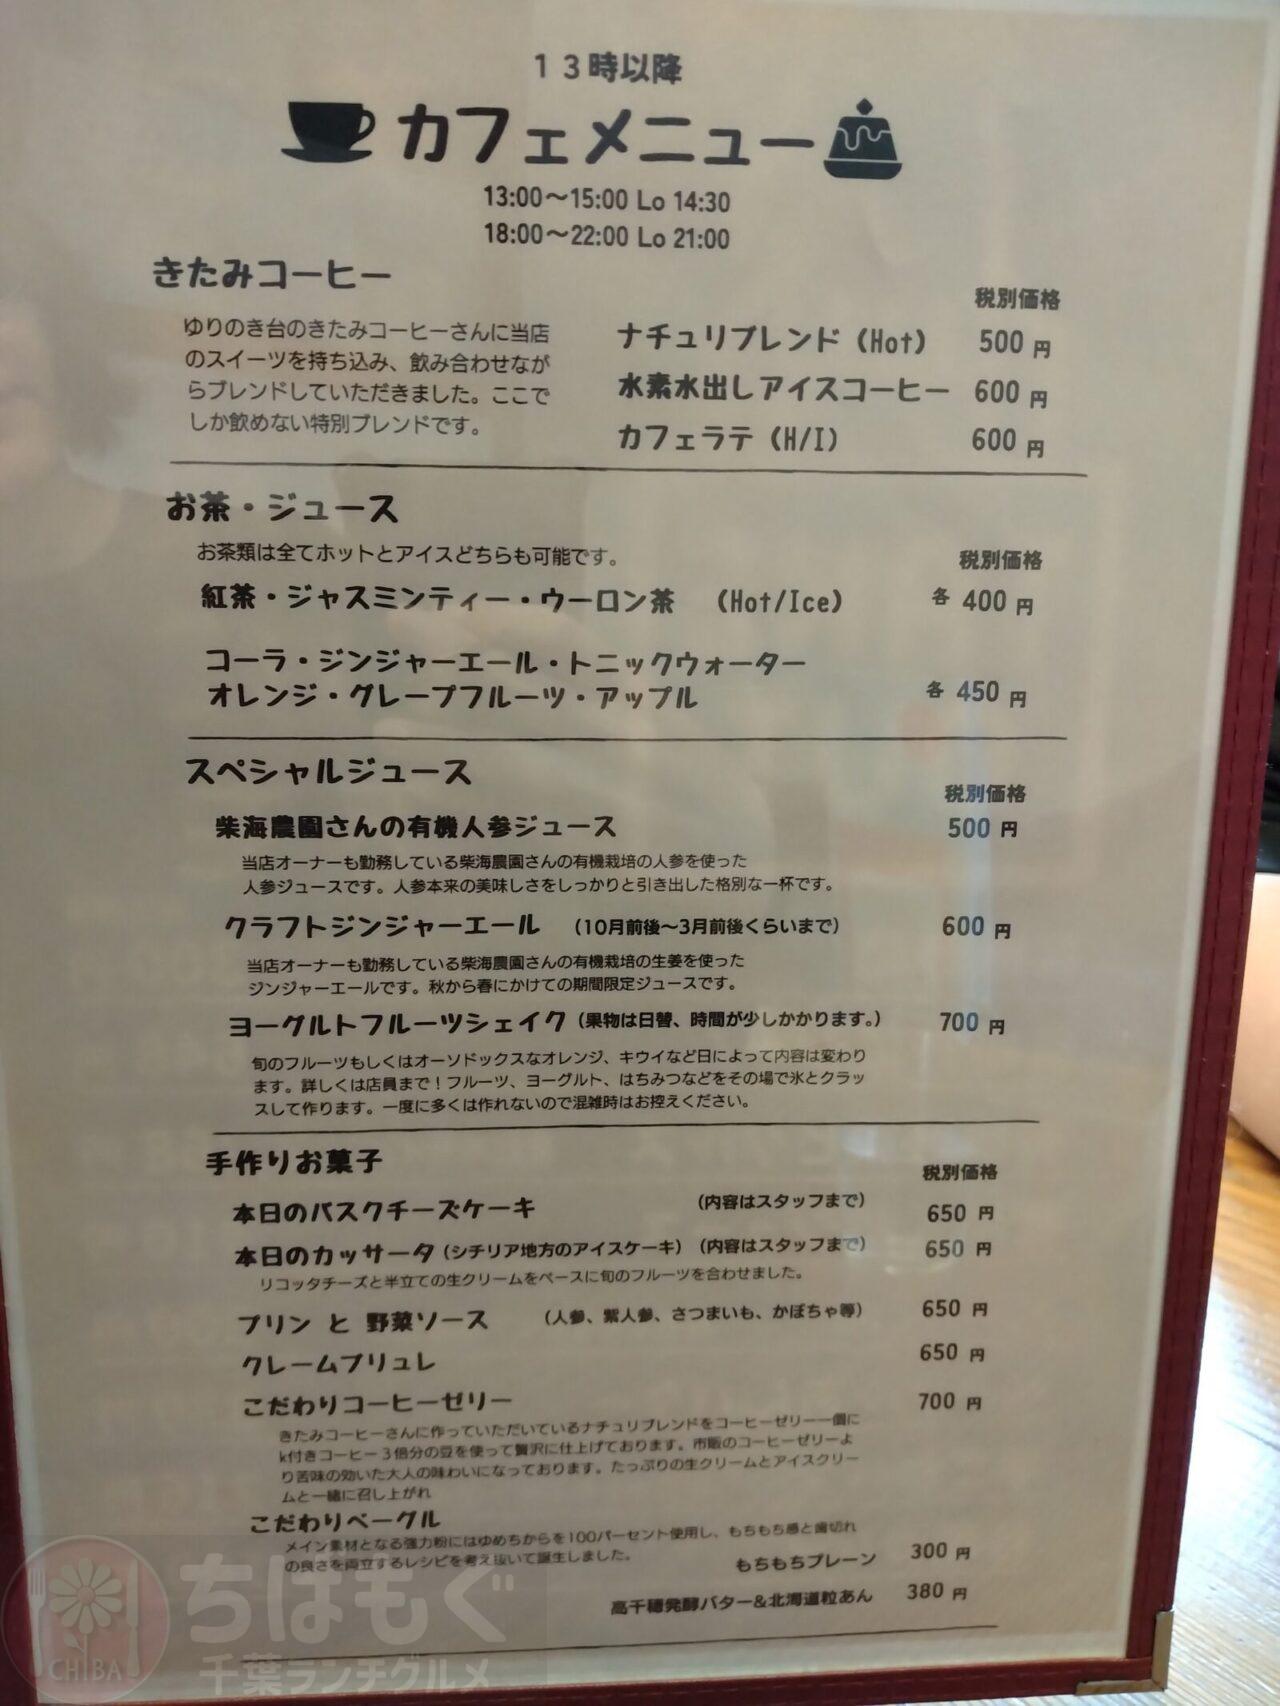 13時以降
カフェメニュー
13:00〜15:00 Lo 14:30
18:00〜22:00 Lo 21:00
きたみコーヒー
税別価格
ゆりのき台のきたみコーヒーさんに当店
のスイーツを持ち込み、飲み合わせなが
らブレンドしていただきました。ここで
しか飲めない特別ブレンドです。
ナチュリブレンド（Hot） 500 円
水素水出しアイスコーヒー 600 円
カフェラテ（H/I） 600 円
お茶・ジュース
お茶類は全てホットとアイスどちらも可能です。
税別価格
紅茶・ジャスミンティー・ウーロン茶 （Hot/Ice） 各 400 円
コーラ・ジンジャーエール・トニックウォーター
オレンジ・グレープフルーツ・アップル 各 450 円
スペシャルジュース
税別価格
柴海農園さんの有機人参ジュース 500 円
当店オーナーも勤務している柴海農園さんの有機栽培の人参を使った
人参ジュースです。人参本来の美味しさをしっかりと引き出した格別な一杯です。
クラフトジンジャーエール （10月前後〜3月前後くらいまで） 600 円
当店オーナーも勤務している柴海農園さんの有機栽培の生姜を使った
ジンジャーエールです。秋から春にかけての期間限定ジュースです。
ヨーグルトフルーツシェイク（果物は日替、時間が少しかかります。） 700 円
旬のフルーツもしくはオーソドックスなオレンジ、キウイなど日によって内容は変わり
ます。詳しくは店員まで！フルーツ、ヨーグルト、はちみつなどをその場で氷とクラッ
スして作ります。一度に多くは作れないので混雑時はお控えください。
手作りお菓子
税別価格
本日のバスクチーズケーキ （内容はスタッフまで） 650 円
本日のカッサータ（シチリア地方のアイスケーキ）（内容はスタッフまで） 650 円
リコッタチーズと半立ての生クリームをベースに旬のフルーツを合わせました。
プリン と 野菜ソース （人参、紫人参、さつまいも、かぼちゃ等） 650 円
クレームブリュレ 650 円
こだわりコーヒーゼリー 700 円
きたみコーヒーさんに作っていただいているナチュリブレンドをコーヒーゼリー一個に
k付きコーヒー３倍分の豆を使って贅沢に仕上げております。市販のコーヒーゼリーよ
り苦味の効いた大人の味わいになっております。たっぷりの生クリームとアイスクリー
ムと一緒に召し上がれ
こだわりベーグル
メイン素材となる強力粉にはゆめちからを100パーセント使用し、もちもち感と歯切れ
の良さを両立するレシピを考え抜いて誕生しました。
もちもちプレーン 300 円
高千穂発酵バター&北海道粒あん 380 円
CHIBA
ちばもぐ
千葉ランチグルメ